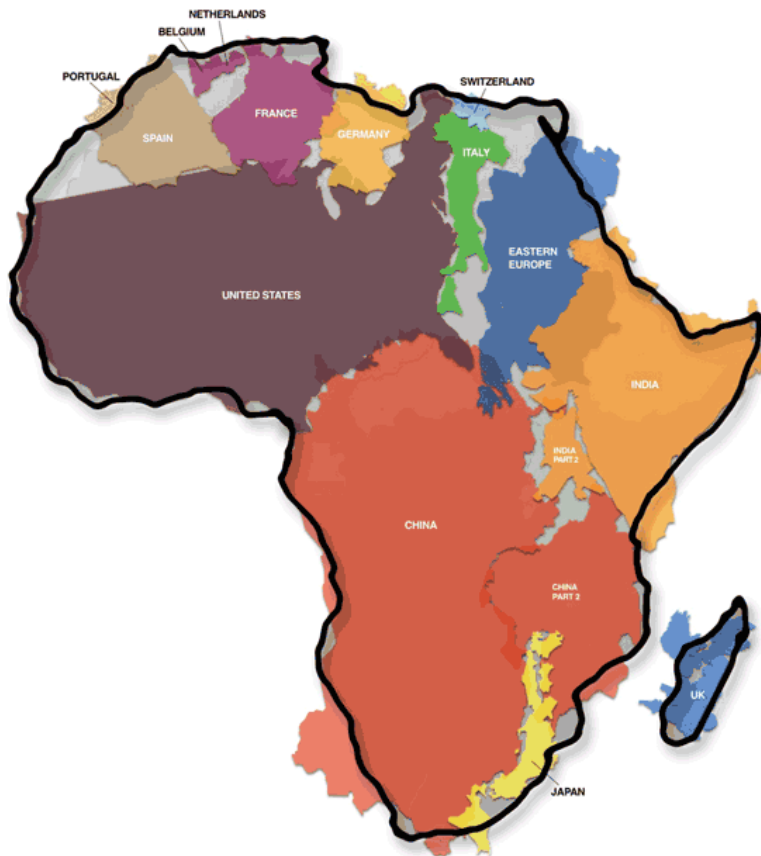 NETHERLANDS
BELGIUM
PORTUGAL
SWITZERLAND
FRANCE
SPAIN
GERMANY
ITALY
EASTERN
EUROPE
UNITED STATES
INDIA
INDIA
PART 2
CHINA
CHINA
PART 2
UK
JAPAN